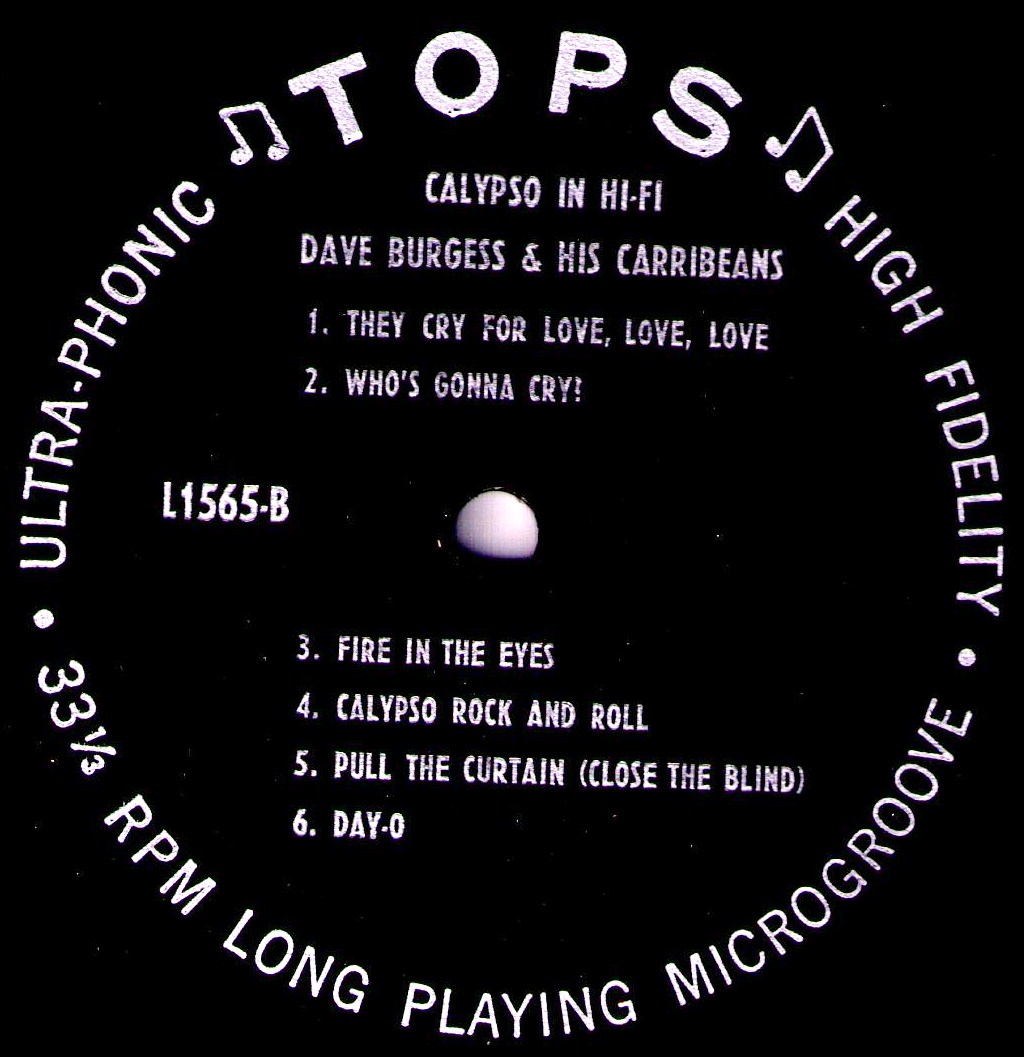 TOPS
CALYPSO IN HI-FI
DAVE BURGESS & HIS CARRIBEANS
1. THEY CRY FOR LOVE, LOVE, LOVE
2. WHO'S GONNA CRY?
L1565-B
3. FIRE IN THE EYES
4. CALYPSO ROCK AND ROLL
5. PULL THE CURTAIN (CLOSE THE BLIND)
6. DAY-O
ULTRA-PHONIC
HIGH FIDELITY
• 33⅓ RPM LONG PLAYING MICROGROOVE •